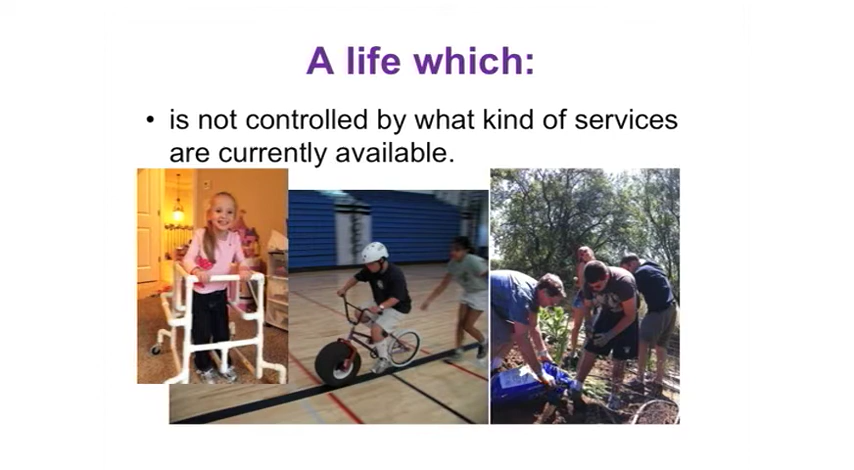 A life which:
• is not controlled by what kind of services
are currently available.